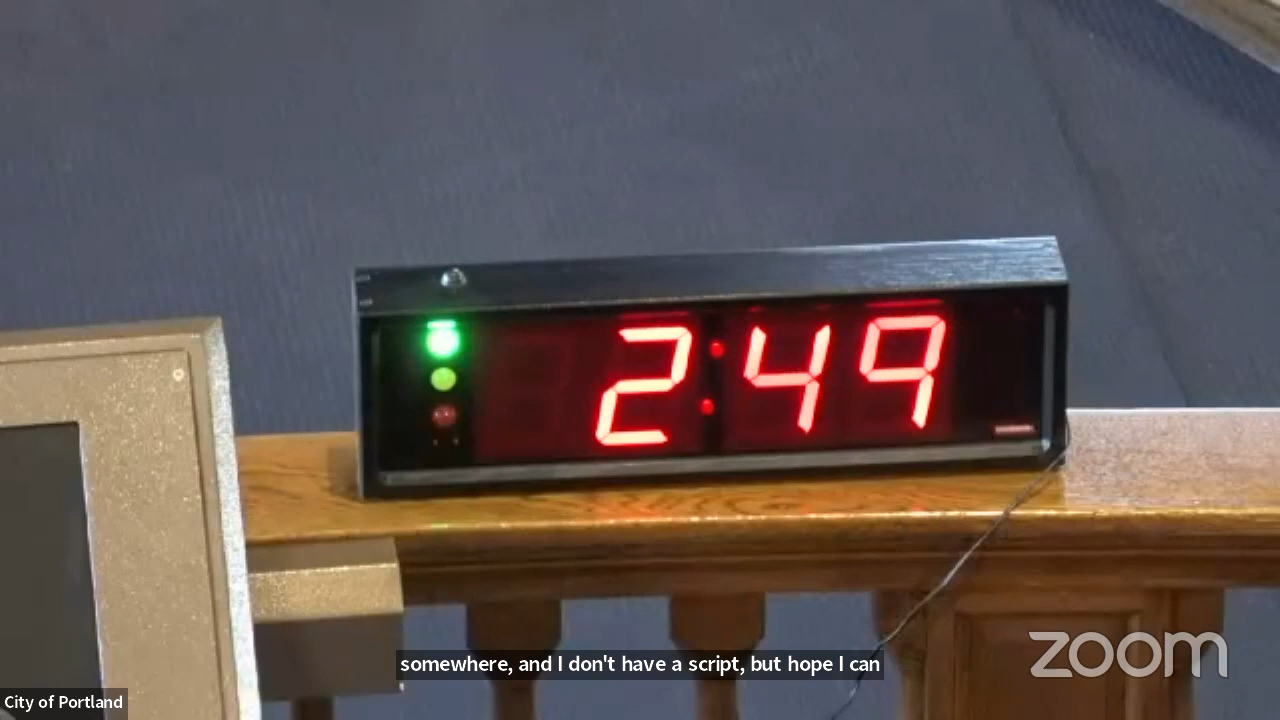 2:49
somewhere, and I don't have a script, but hope I can
zoom
City of Portland